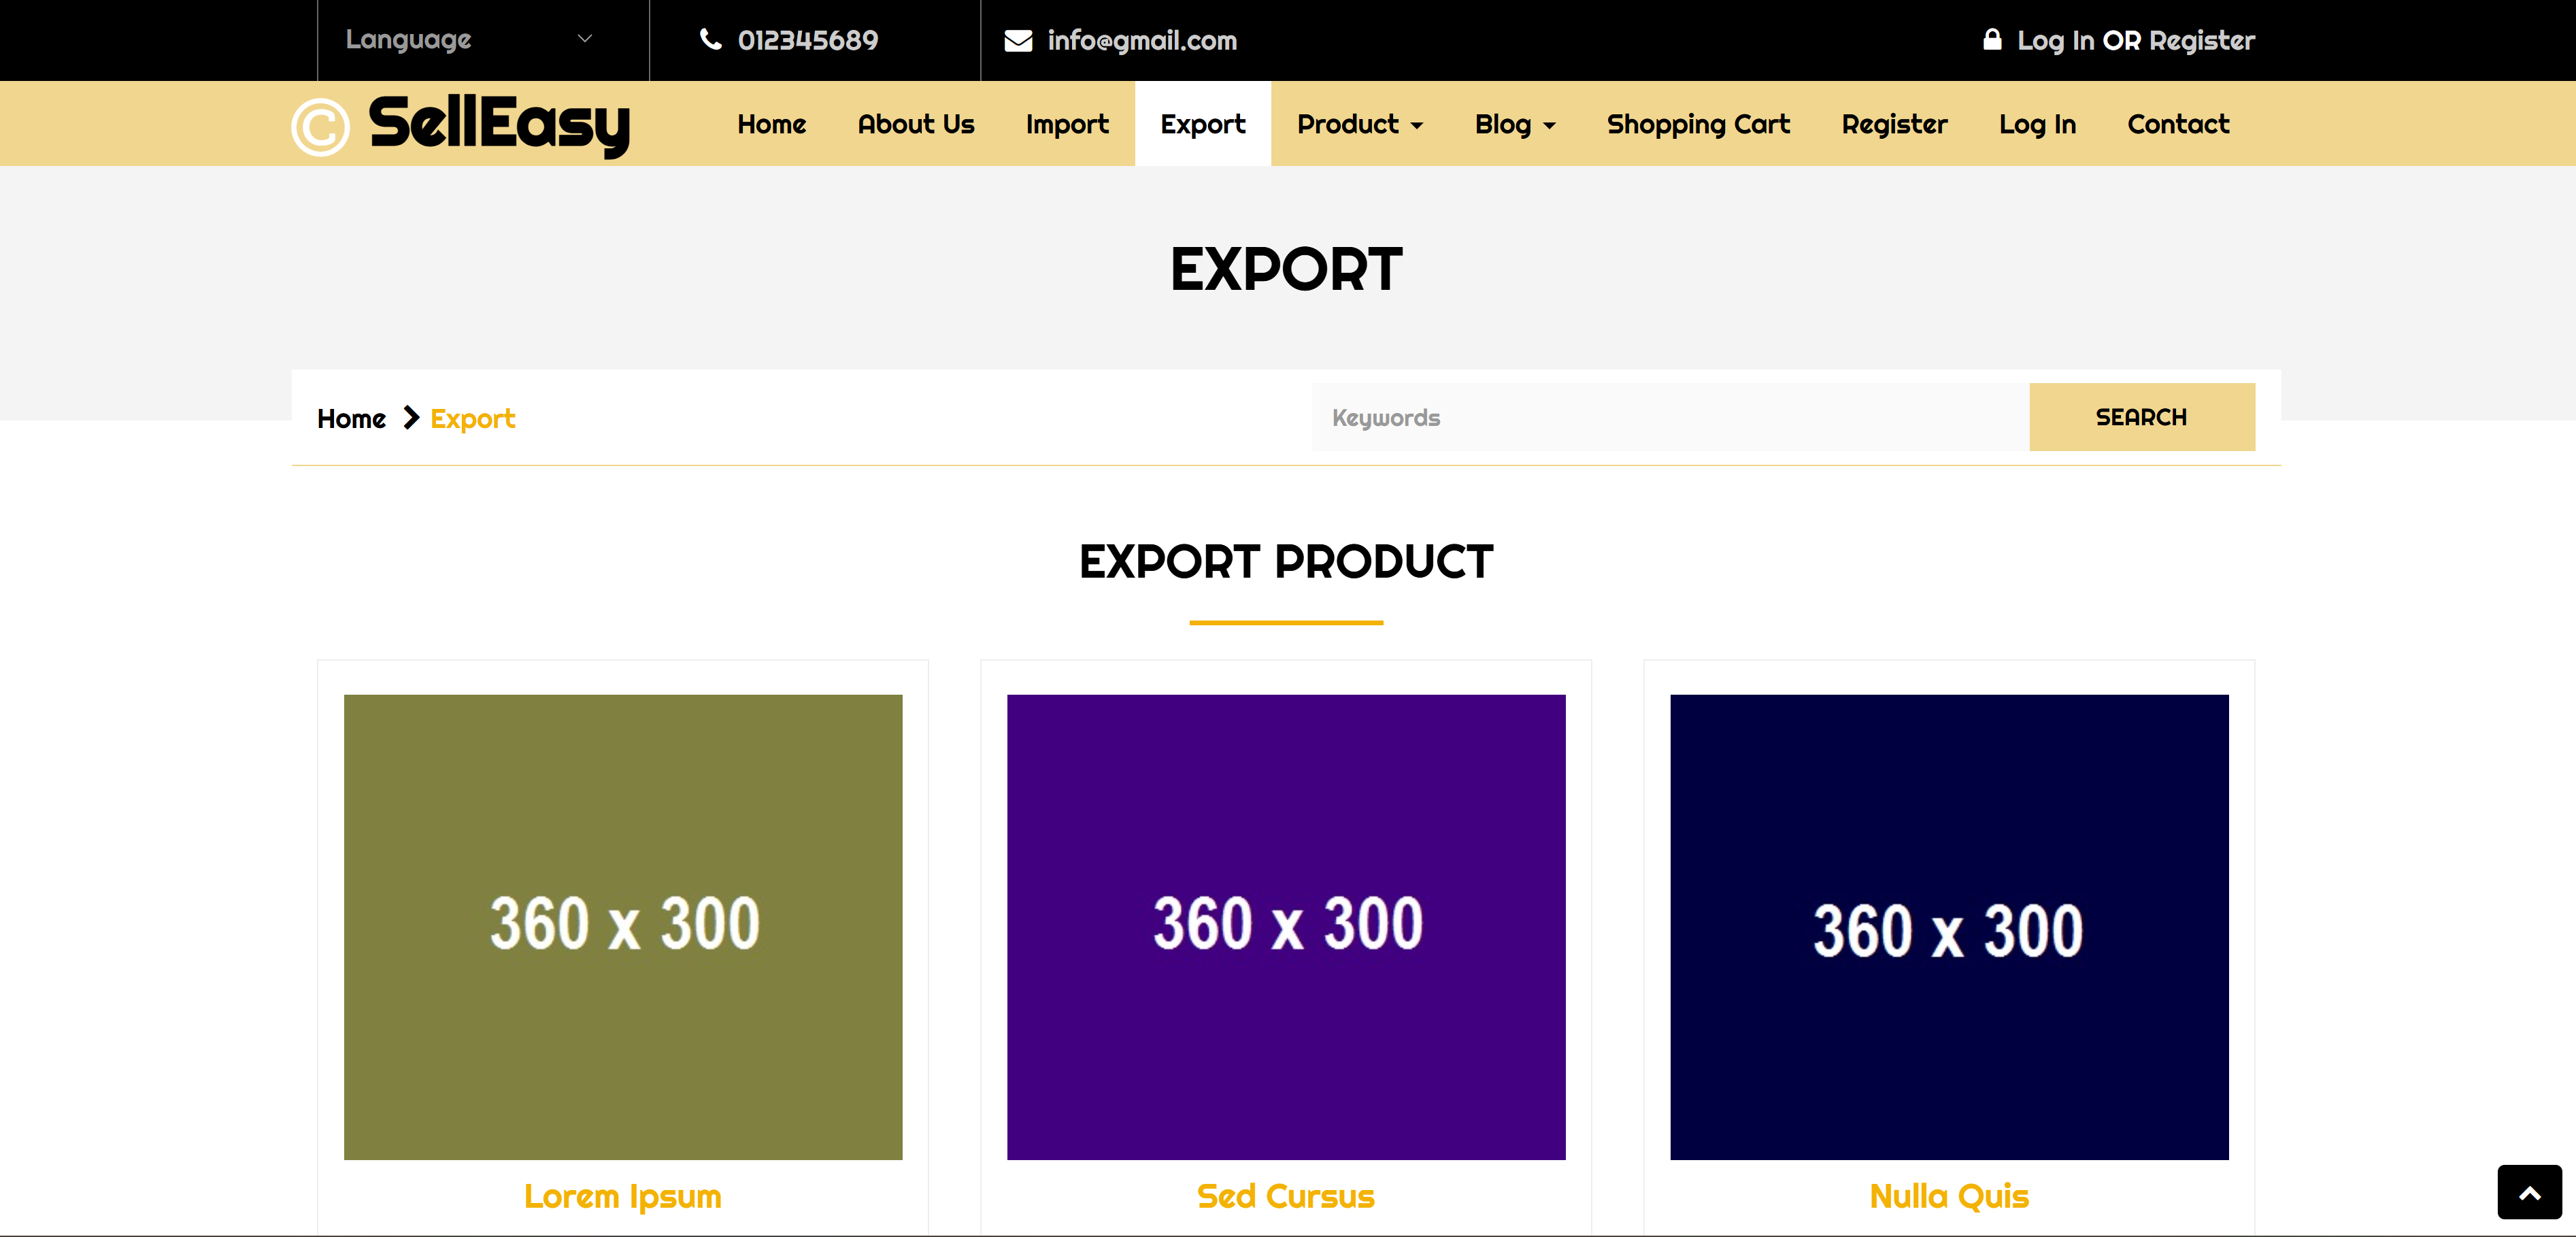 Language 012345689 info@gmail.com Log In OR Register
© SellEasy Home About Us Import Export Product Blog Shopping Cart Register Log In Contact
EXPORT
Home Export Keywords SEARCH
EXPORT PRODUCT
360 x 300 360 x 300 360 x 300
Lorem Ipsum Sed Cursus Nulla Quis